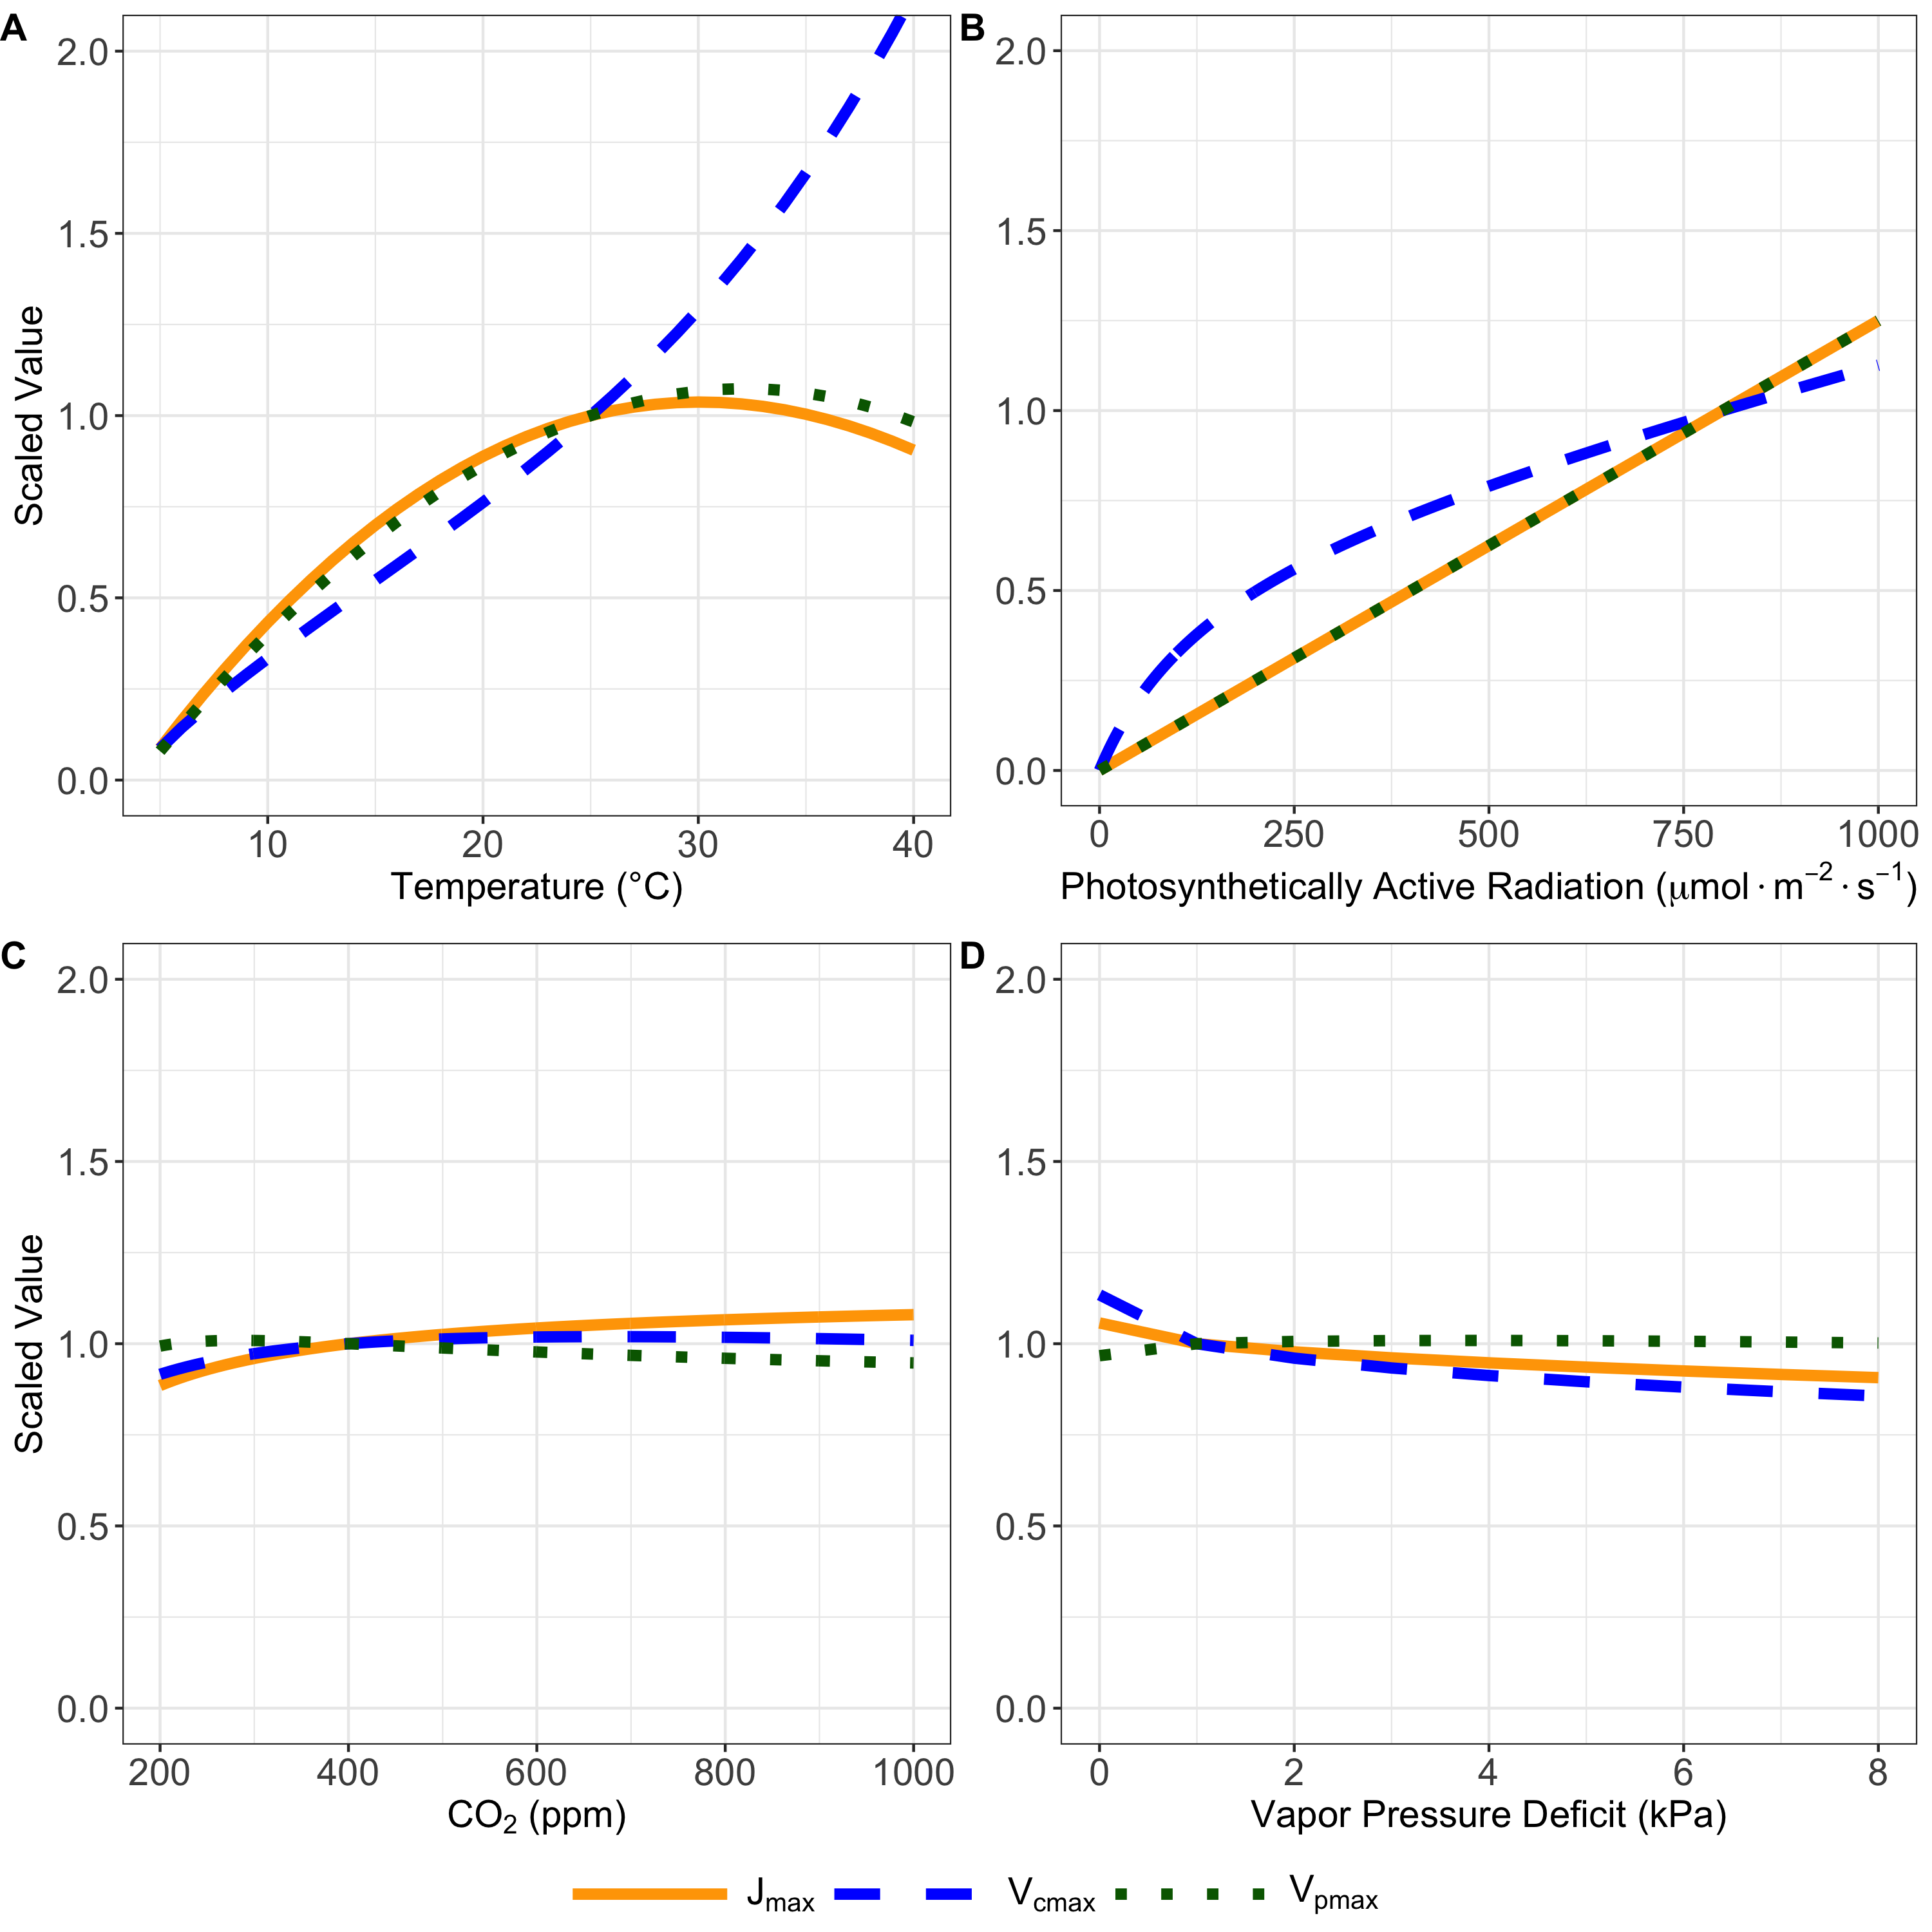 A
2.0
1.5
1.0
0.5
0.0
Scaled Value
10 20 30 40
Temperature (°C)
B
2.0
1.5
1.0
0.5
0.0
0 250 500 750 1000
Photosynthetically Active Radiation (μmol · m⁻² · s⁻¹)
C
2.0
1.5
1.0
0.5
0.0
Scaled Value
200 400 600 800 1000
CO₂ (ppm)
D
2.0
1.5
1.0
0.5
0.0
0 2 4 6 8
Vapor Pressure Deficit (kPa)
Jmax Vcmax Vpmax